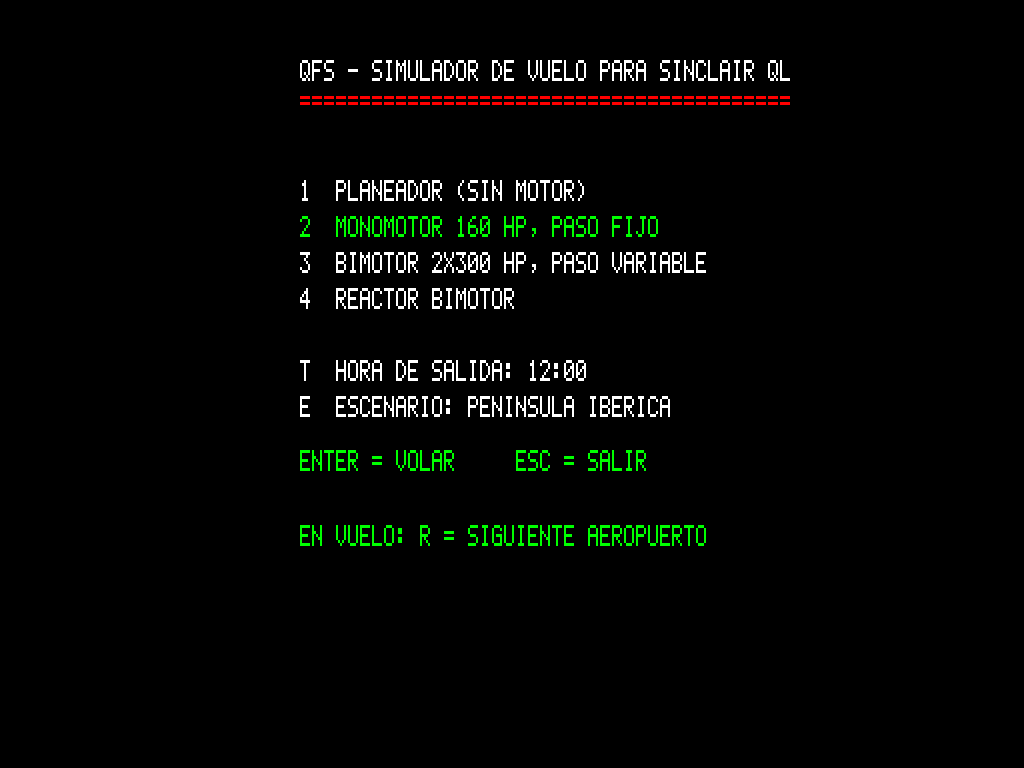 QFS - SIMULADOR DE VUELO PARA SINCLAIR QL
=========================================
1 PLANEADOR (SIN MOTOR)
2 MONOMOTOR 160 HP, PASO FIJO
3 BIMOTOR 2X300 HP, PASO VARIABLE
4 REACTOR BIMOTOR
T HORA DE SALIDA: 12:00
E ESCENARIO: PENINSULA IBERICA
ENTER = VOLAR ESC = SALIR
EN VUELO: R = SIGUIENTE AEROPUERTO